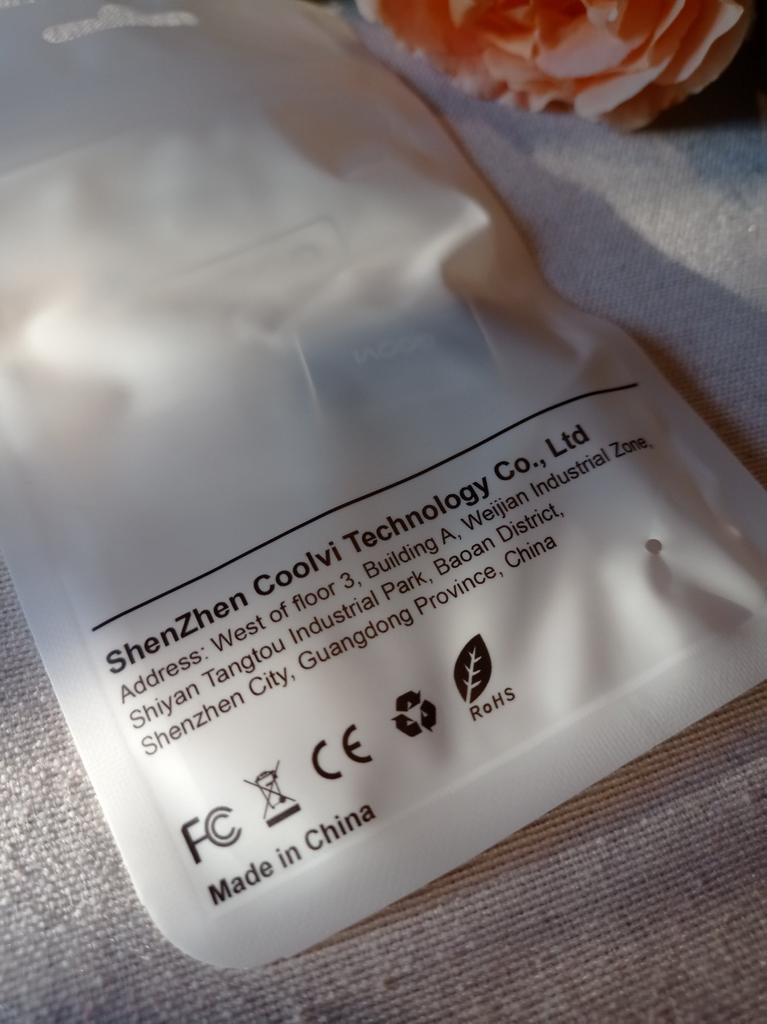 ShenZhen Coolvi Technology Co., Ltd
Address: West of floor 3, Building A, Weijian Industrial Zone,
Shiyan Tangtou Industrial Park, Baoan District,
Shenzhen City, Guangdong Province, China
FC CE RoHS
Made in China